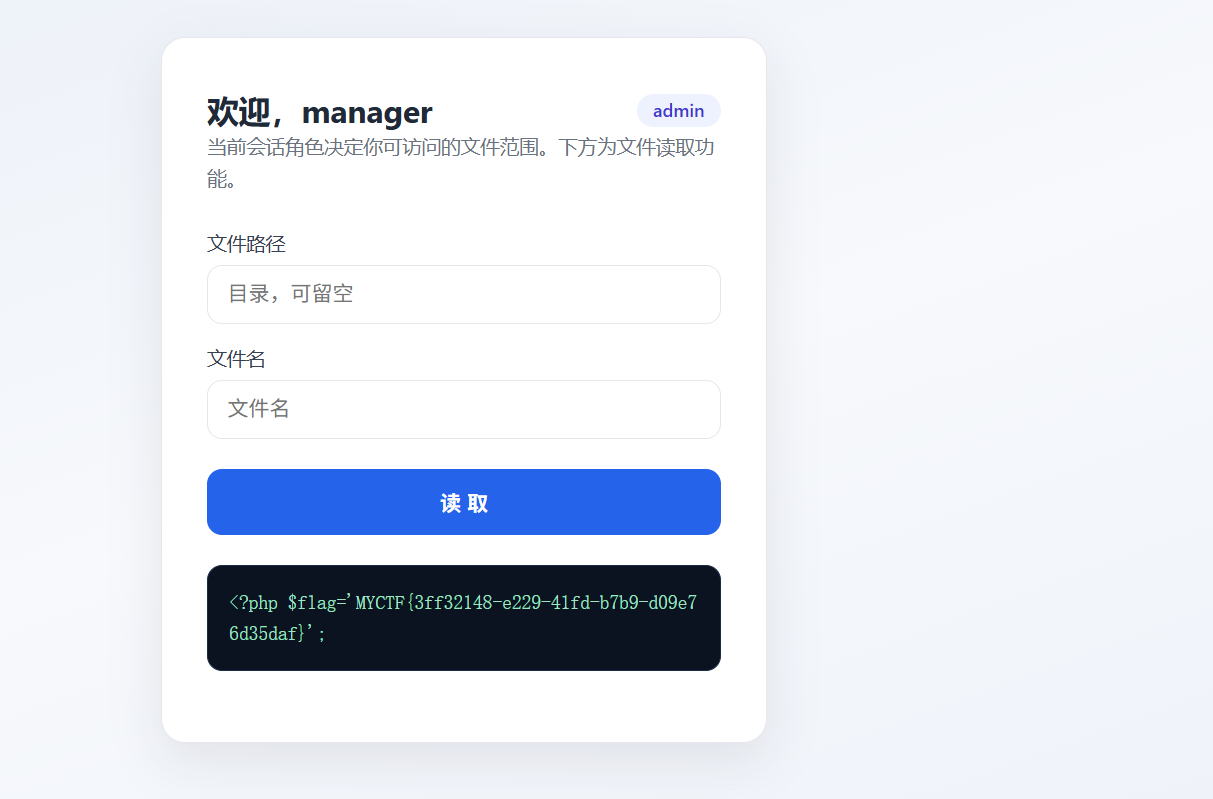 欢迎，manager
admin
当前会话角色决定你可访问的文件范围。下方为文件读取功
能。
文件路径
目录，可留空
文件名
文件名
读 取
<?php $flag='MYCTF{3ff32148-e229-41fd-b7b9-d09e7
6d35daf}';